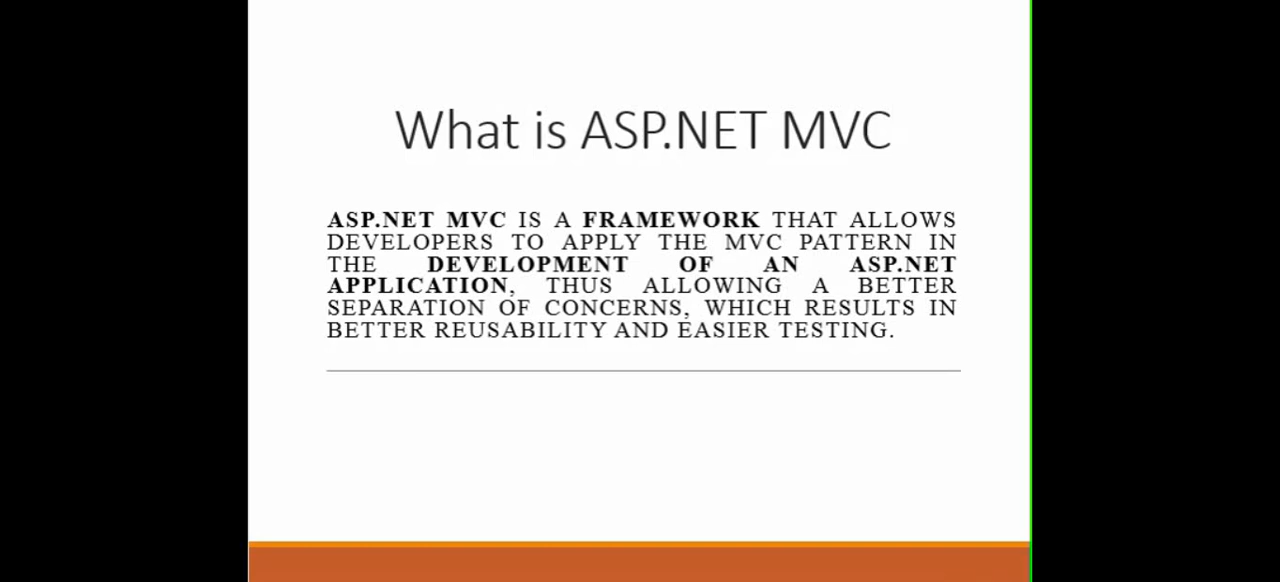 What is ASP.NET MVC
ASP.NET MVC IS A FRAMEWORK THAT ALLOWS
DEVELOPERS TO APPLY THE MVC PATTERN IN
THE DEVELOPMENT OF AN ASP.NET
APPLICATION, THUS ALLOWING A BETTER
SEPARATION OF CONCERNS, WHICH RESULTS IN
BETTER REUSABILITY AND EASIER TESTING.